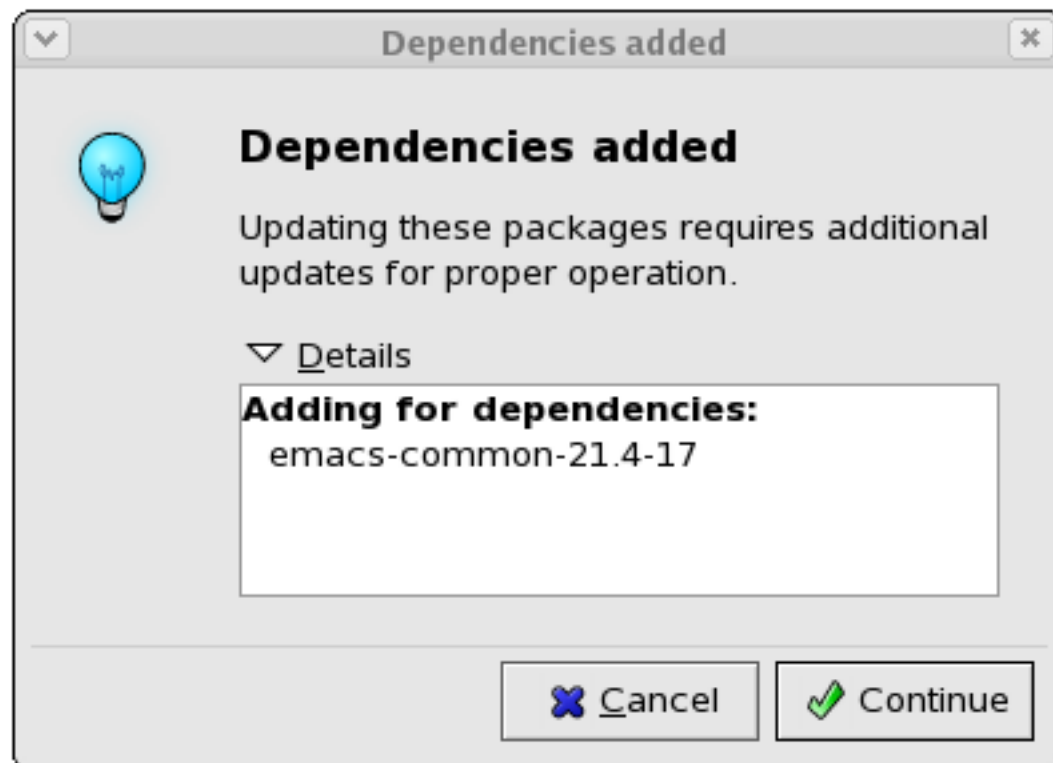 Dependencies added
Dependencies added
Updating these packages requires additional
updates for proper operation.
Details
Adding for dependencies:
emacs-common-21.4-17
Cancel
Continue